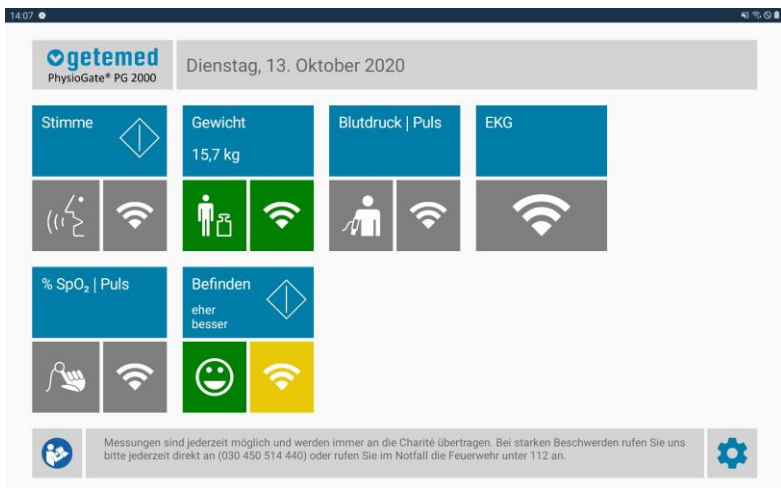 14:07
getemed
PhysioGate® PG 2000
Dienstag, 13. Oktober 2020
Stimme
Gewicht
15,7 kg
Blutdruck | Puls
EKG
% SpO₂ | Puls
Befinden
eher
besser
Messungen sind jederzeit möglich und werden immer an die Charité übertragen. Bei starken Beschwerden rufen Sie uns
bitte jederzeit direkt an (030 450 514 440) oder rufen Sie im Notfall die Feuerwehr unter 112 an.